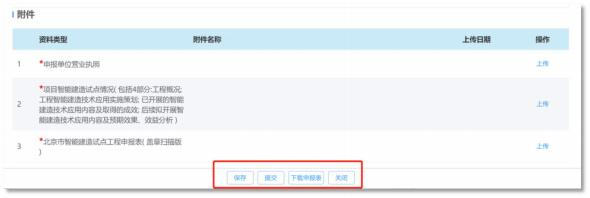 附件
资料类型 附件名称 上传日期 操作
1 *申报单位营业执照 上传
*项目智能建造试点情况( 包括4部分:工程概况;
工程智能建造技术应用实施策划; 已开展的智能
2 建造技术应用内容及取得的成效; 后续拟开展智 上传
能建造技术应用内容及预期效果、效益分析 )
3 *北京市智能建造试点工程申报表( 盖章扫描版 上传
)
保存 提交 下载申报表 关闭